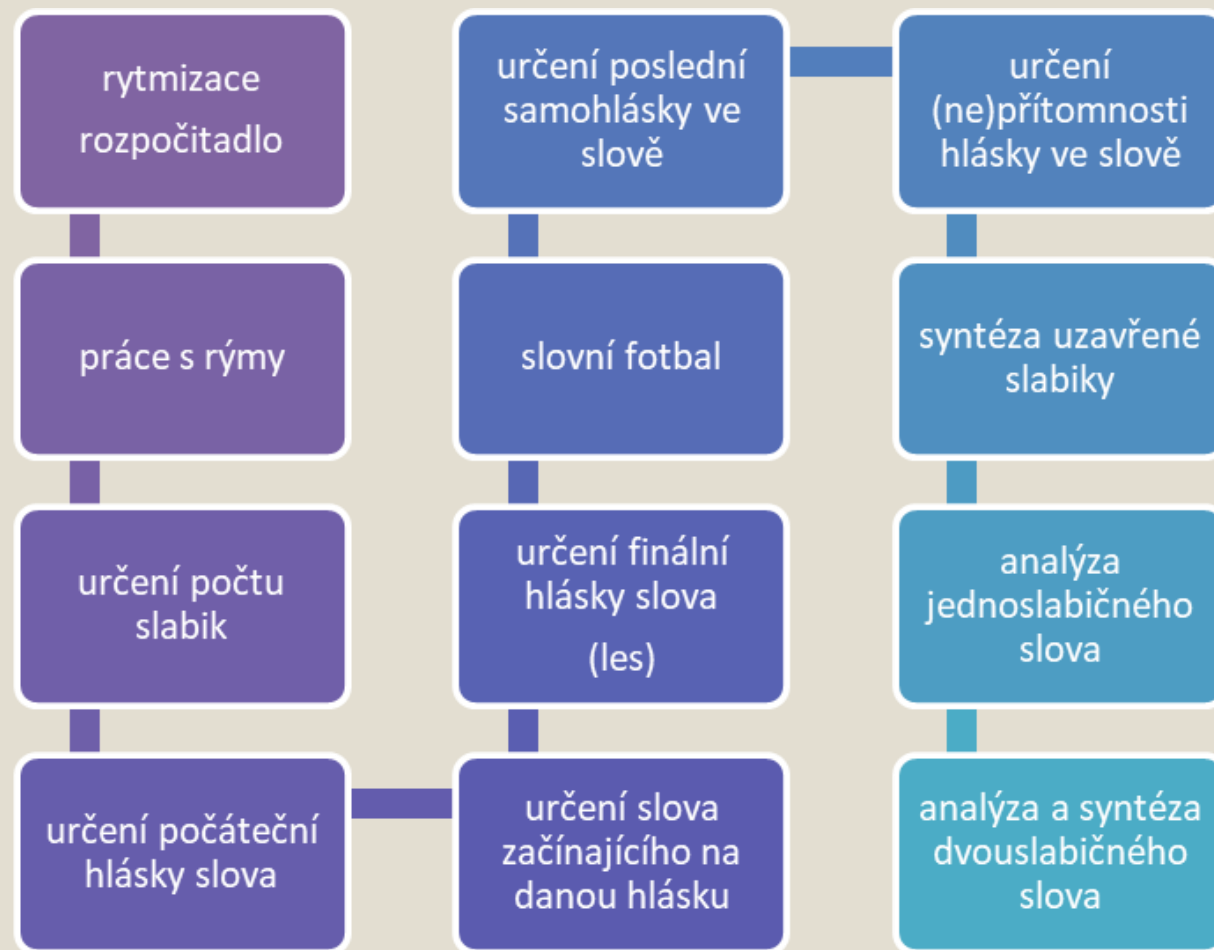 rytmizace
rozpočitadlo
práce s rýmy
určení počtu
slabik
určení počáteční
hlásky slova
určení slova
začínajícího na
danou hlásku
určení finální
hlásky slova
(les)
slovní fotbal
určení poslední
samohlásky ve
slově
určení
(ne)přítomnosti
hlásky ve slově
syntéza uzavřené
slabiky
analýza
jednoslabičného
slova
analýza a syntéza
dvouslabičného
slova